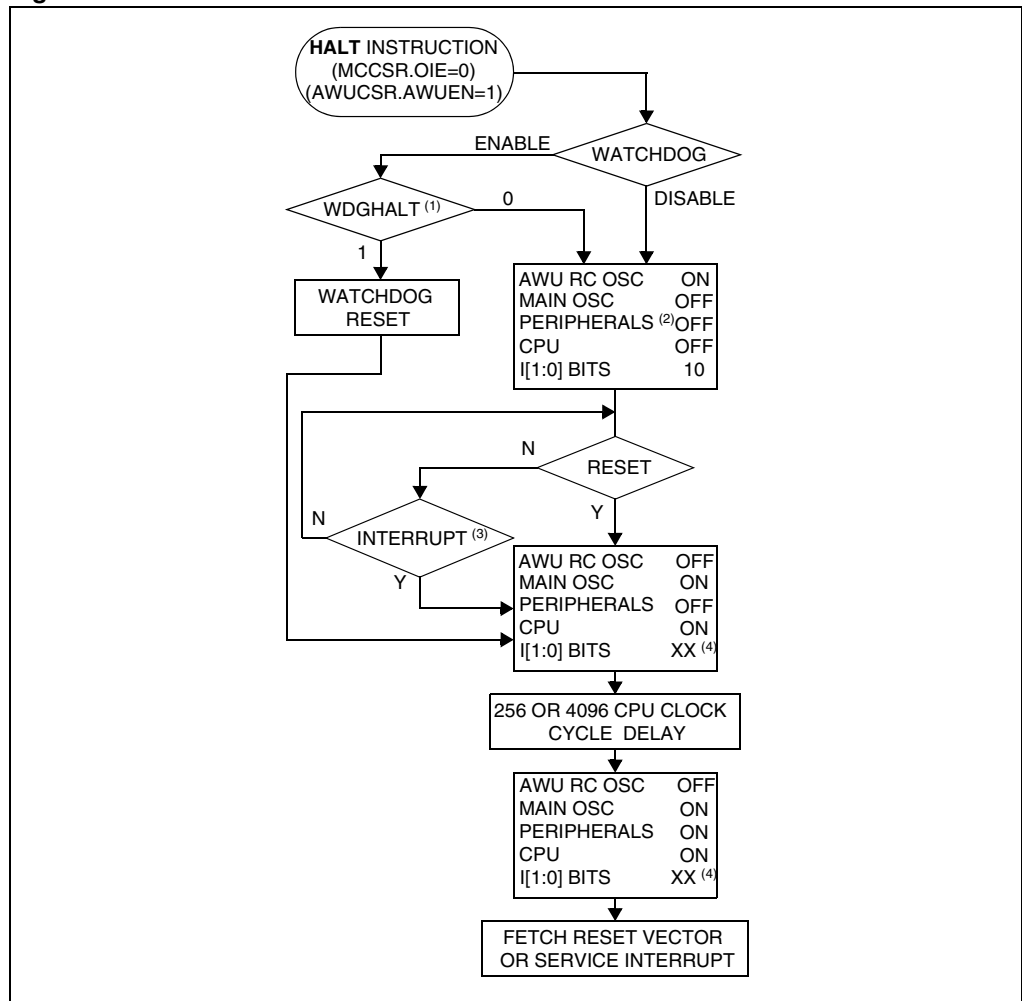 HALT INSTRUCTION
(MCCSR.OIE=0)
(AWUCSR.AWUEN=1)
ENABLE
WATCHDOG
DISABLE
WDGHALT (1)
0
1
WATCHDOG
RESET
AWU RC OSC ON
MAIN OSC OFF
PERIPHERALS (2) OFF
CPU OFF
I[1:0] BITS 10
N
RESET
Y
N
INTERRUPT (3)
Y
AWU RC OSC OFF
MAIN OSC ON
PERIPHERALS OFF
CPU ON
I[1:0] BITS XX (4)
256 OR 4096 CPU CLOCK
CYCLE DELAY
AWU RC OSC OFF
MAIN OSC ON
PERIPHERALS ON
CPU ON
I[1:0] BITS XX (4)
FETCH RESET VECTOR
OR SERVICE INTERRUPT